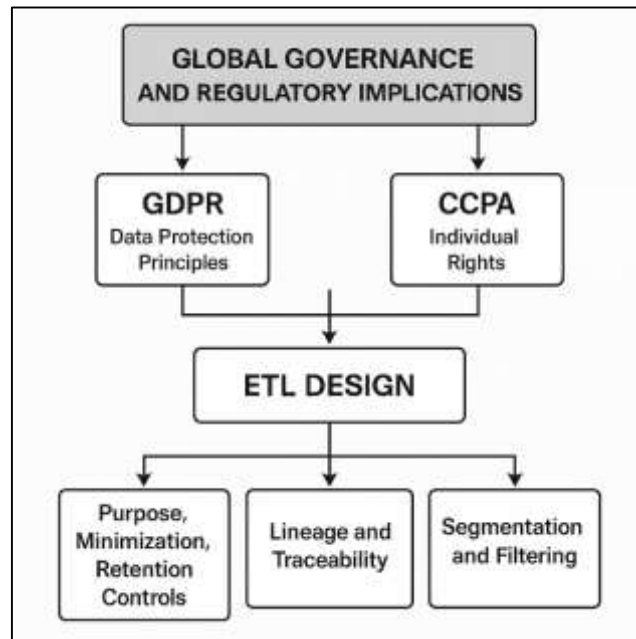 GLOBAL GOVERNANCE
AND REGULATORY IMPLICATIONS
GDPR
Data Protection
Principles
CCPA
Individual
Rights
ETL DESIGN
Purpose,
Minimization,
Retention
Controls
Lineage and
Traceability
Segmentation
and Filtering